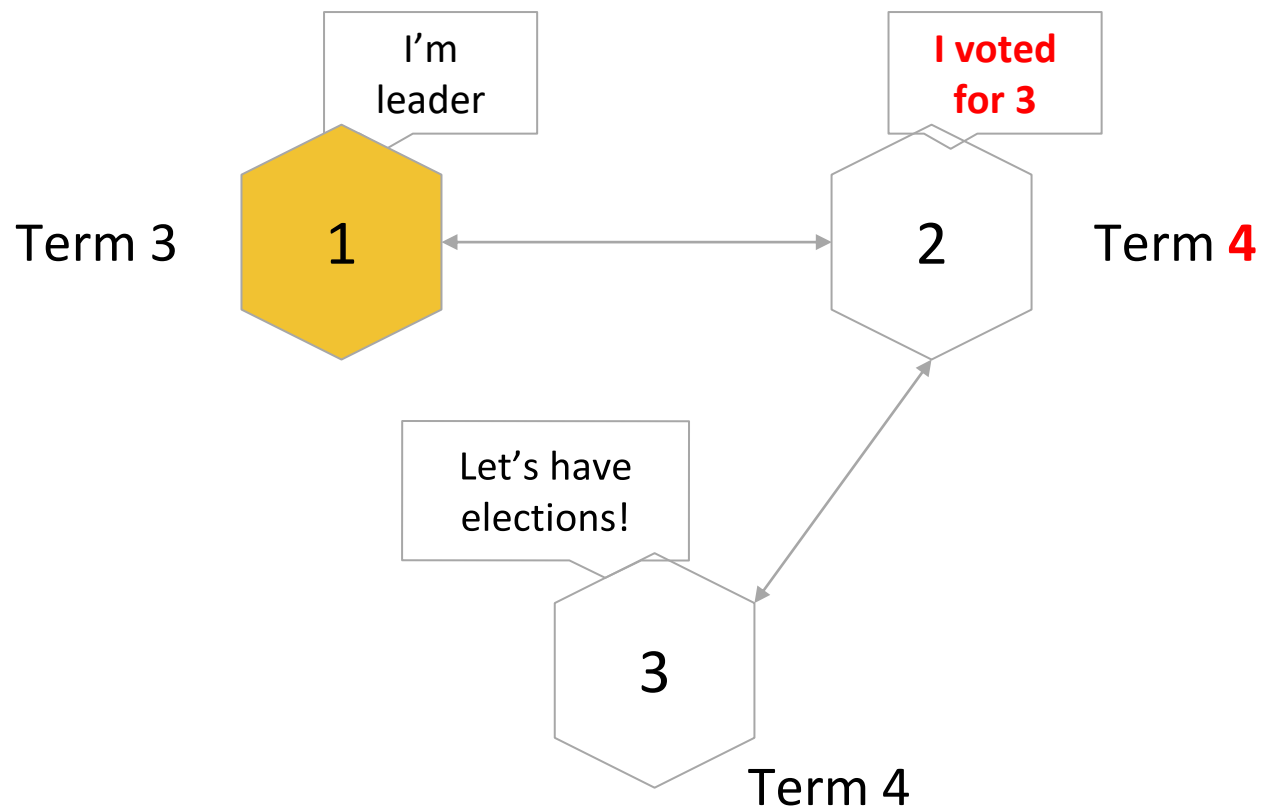 I’m
leader
I voted
for 3
Term 3
1
2
Term 4
Let’s have
elections!
3
Term 4